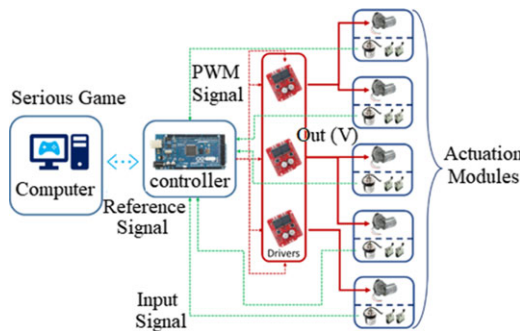 PWM
Signal
Serious Game
Out (V)
Actuation
Modules
Computer
controller
Reference
Signal
Drivers
Input
Signal